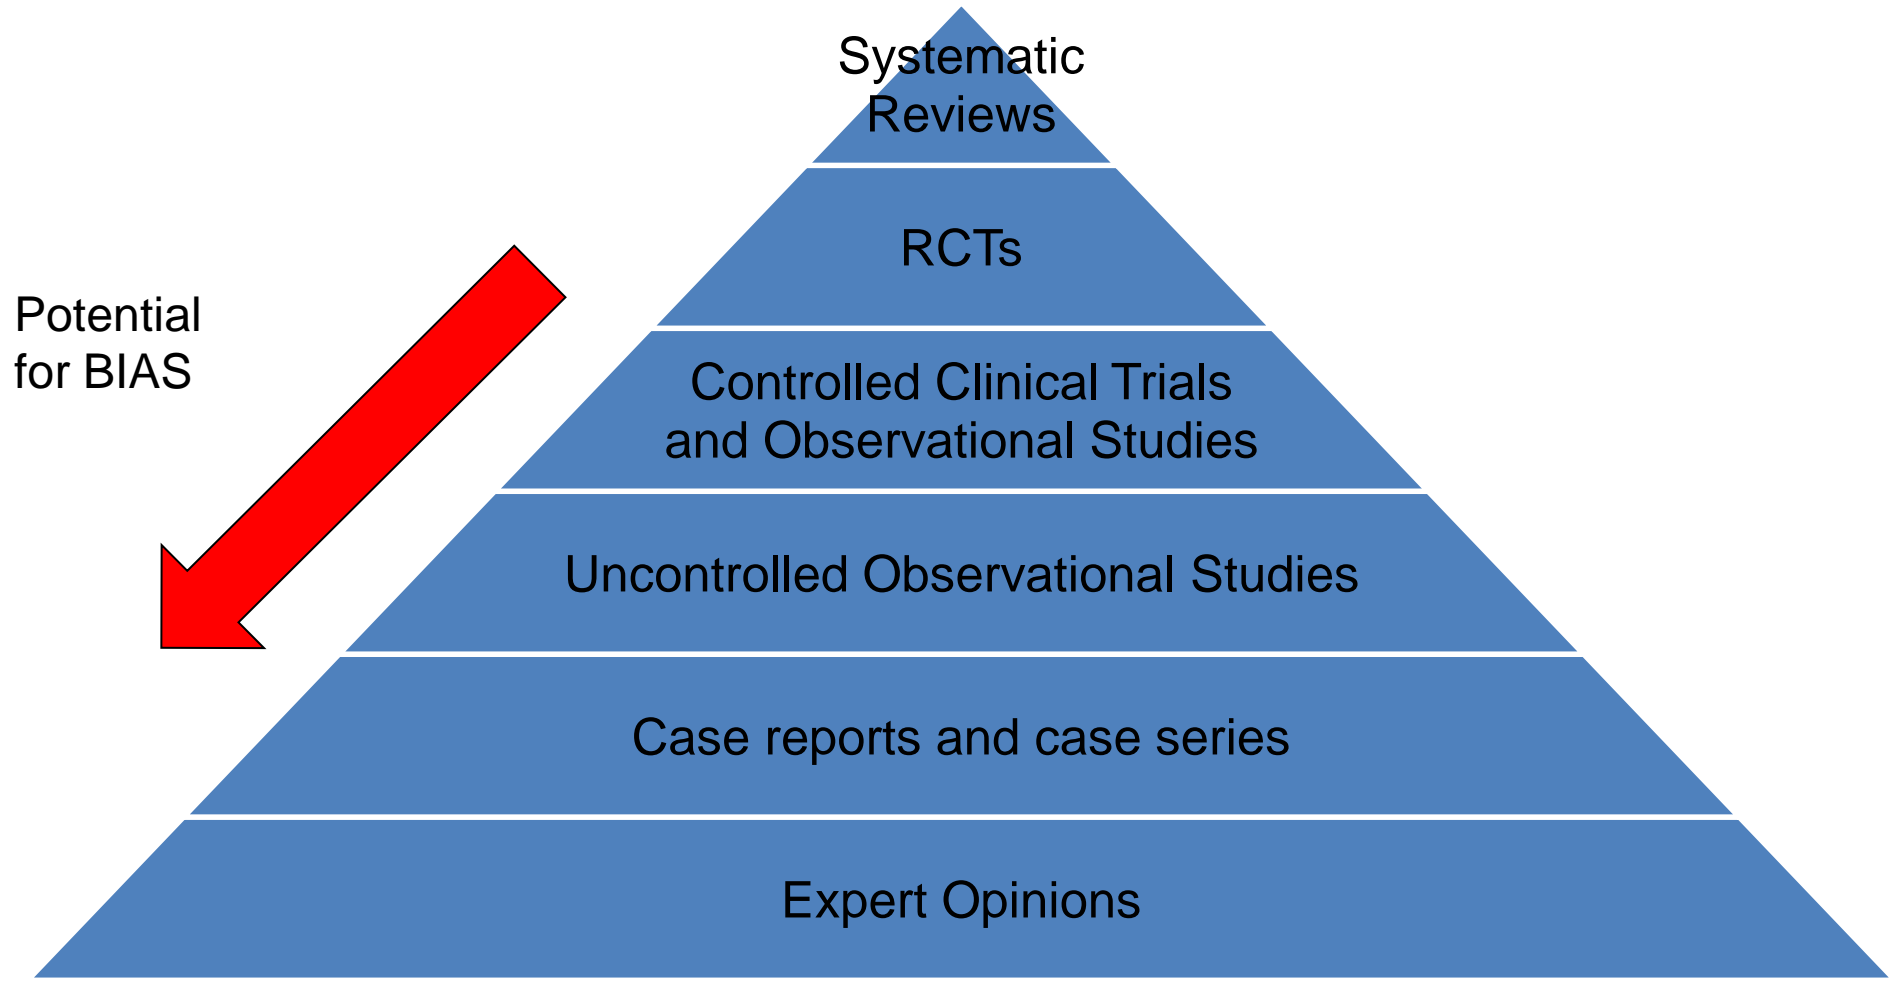 Systematic
Reviews
RCTs
Potential
for BIAS
Controlled Clinical Trials
and Observational Studies
Uncontrolled Observational Studies
Case reports and case series
Expert Opinions